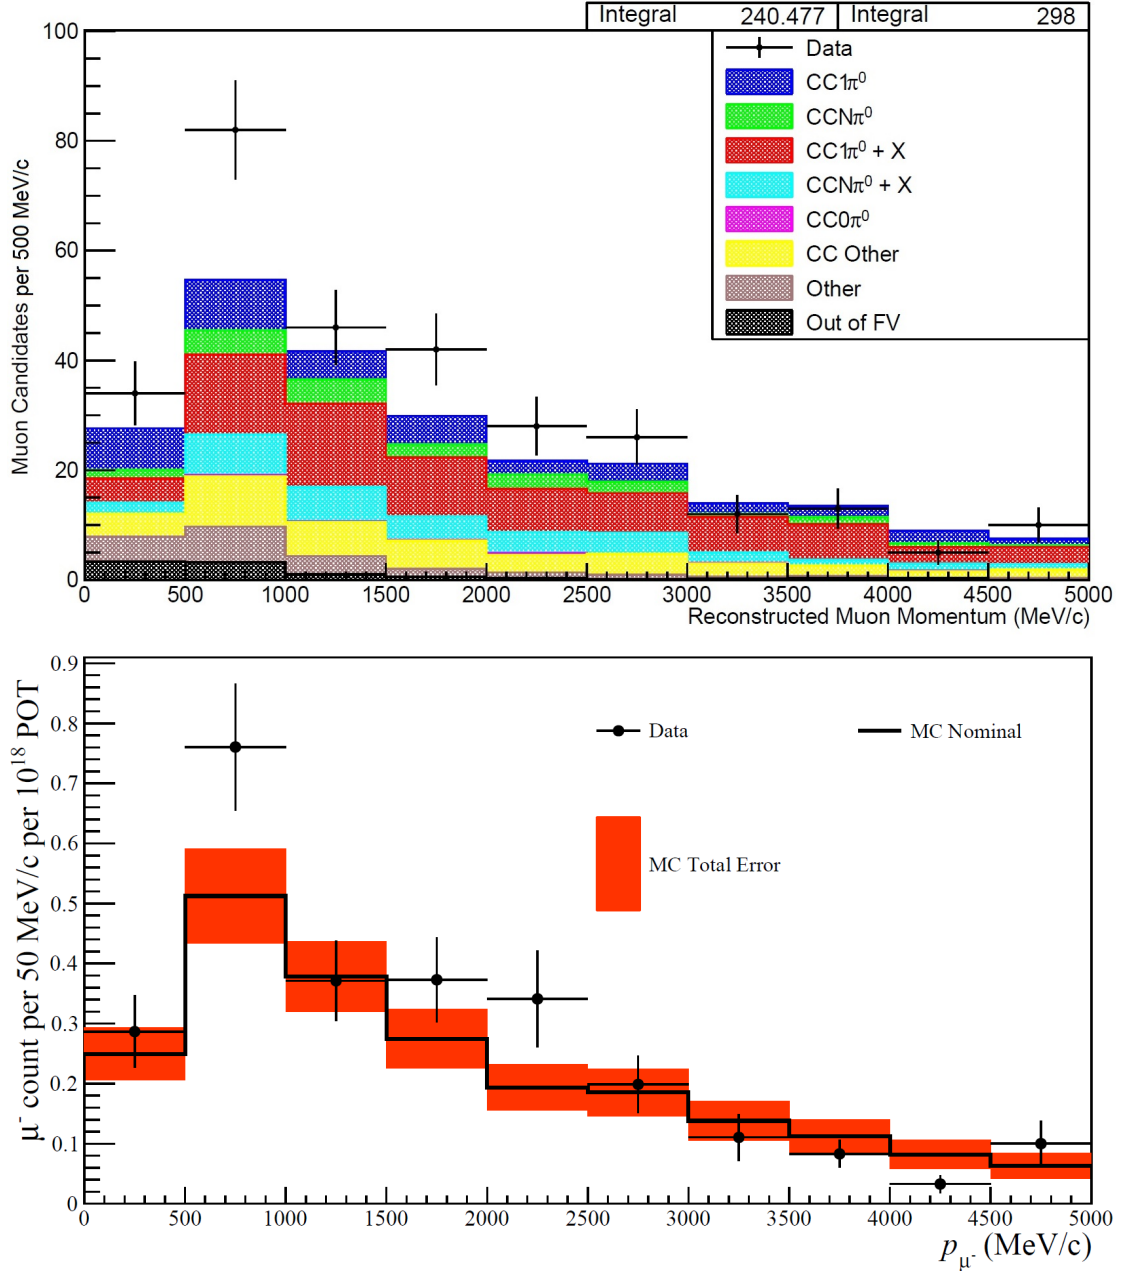 Integral 240.477 Integral 298
Muon Candidates per 500 MeV/c
100
80
60
40
20
0
Data
CC1π⁰
CCNπ⁰
CC1π⁰ + X
CCNπ⁰ + X
CC0π⁰
CC Other
Other
Out of FV
0 500 1000 1500 2000 2500 3000 3500 4000 4500 5000
Reconstructed Muon Momentum (MeV/c)
μ⁻ count per 50 MeV/c per 10¹⁸ POT
0.9
0.8
0.7
0.6
0.5
0.4
0.3
0.2
0.1
0
Data MC Nominal
MC Total Error
0 500 1000 1500 2000 2500 3000 3500 4000 4500 5000
p_μ⁻ (MeV/c)